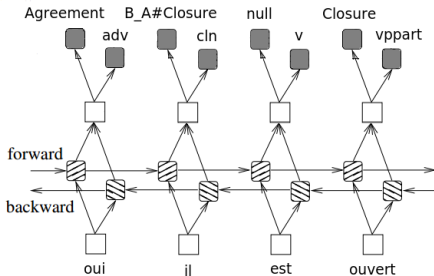 Agreement B_A#Closure null Closure
adv cln v vppart
forward
backward
oui il est ouvert